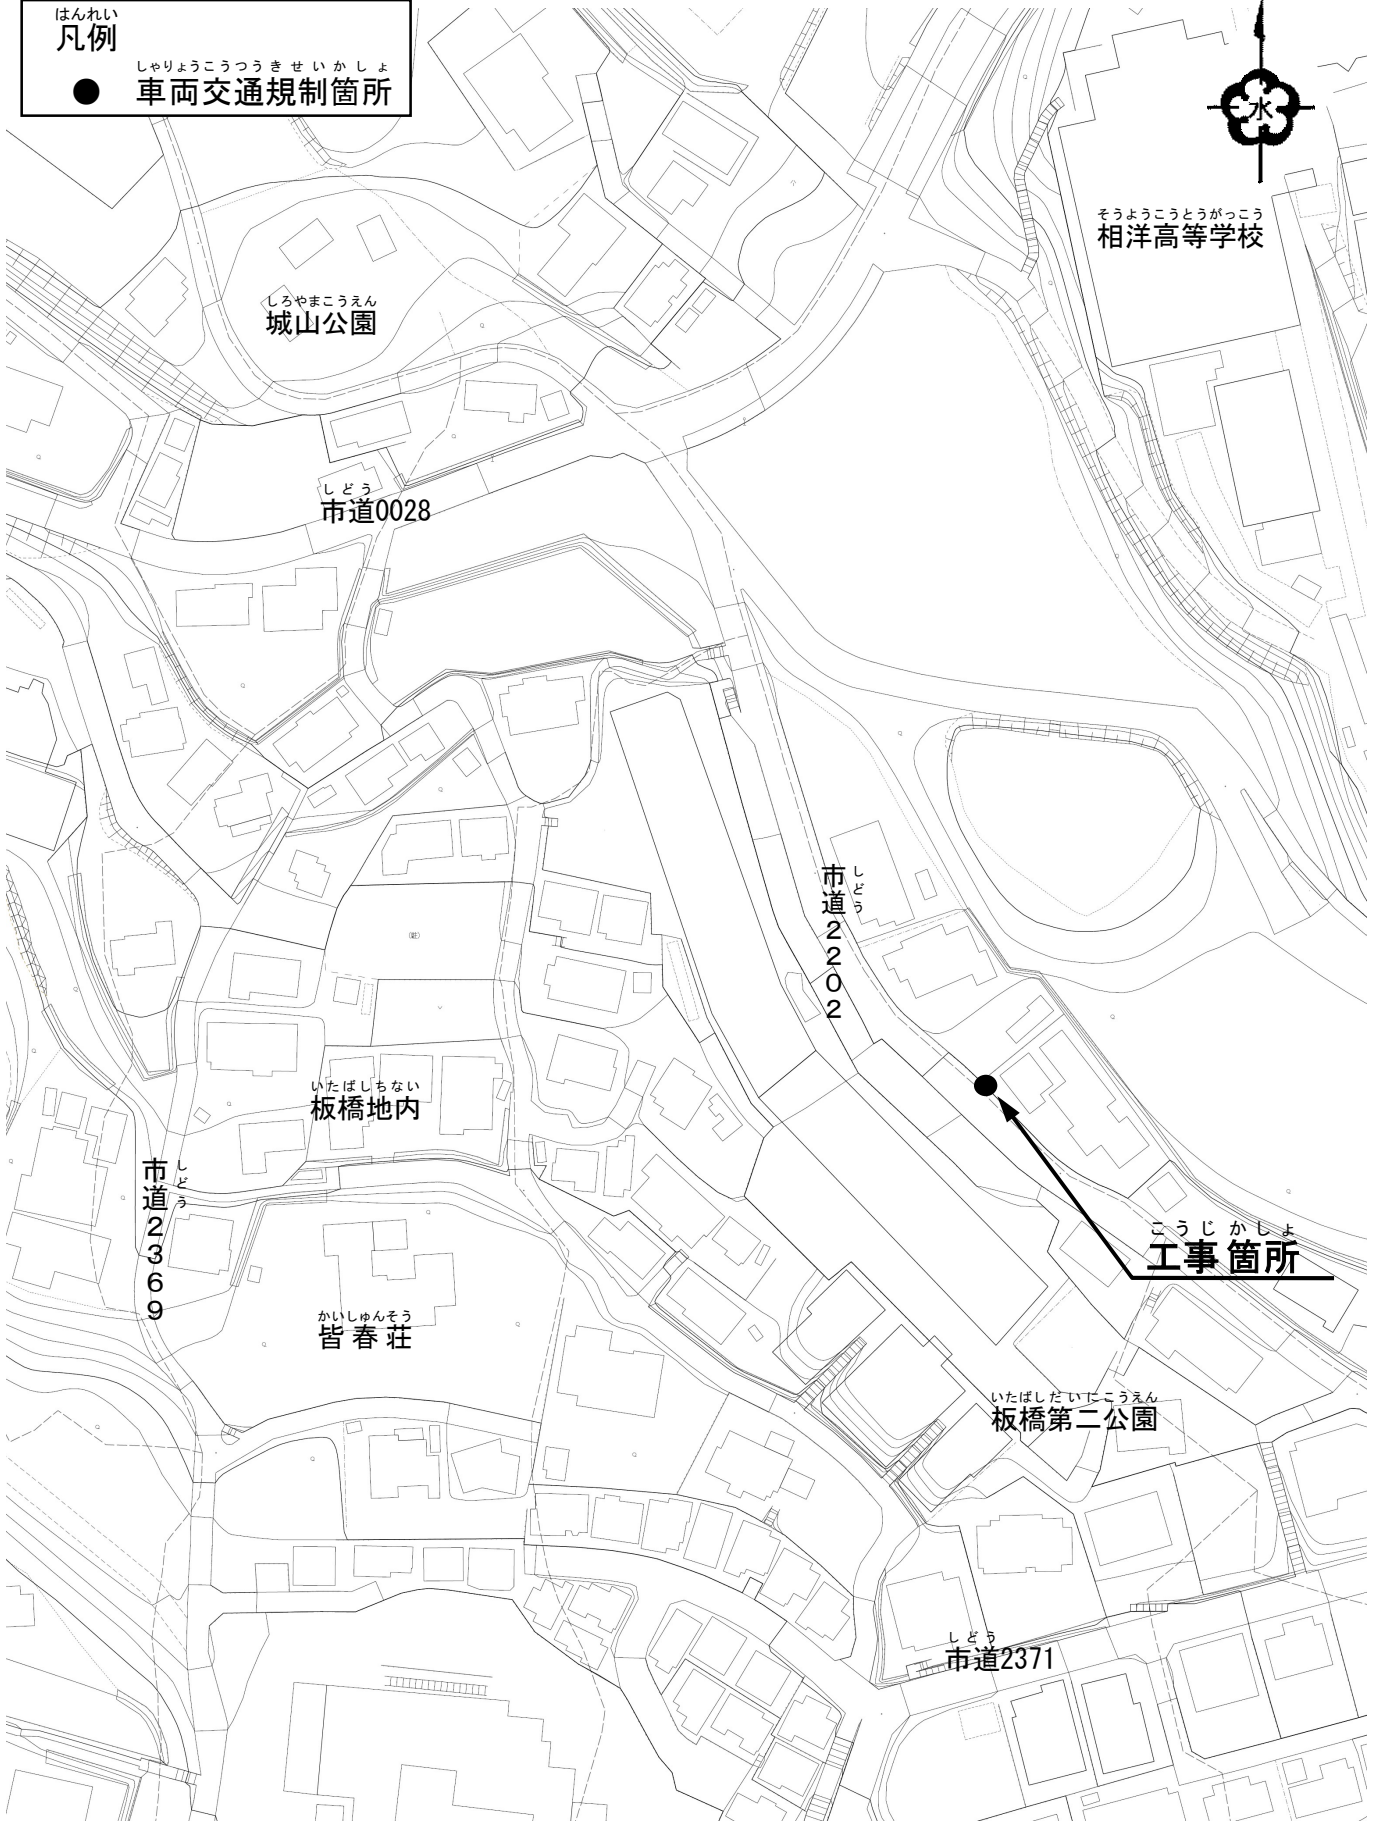 はんれい
凡例
しゃりょうこうつうきせいかしょ
● 車両交通規制箇所
水
そうようこうとうがっこう
相洋高等学校
しろやまこうえん
城山公園
しどう
市道0028
しどう
市道2202
いたばしちない
板橋地内
しどう
市道2369
こうじかしょ
工事箇所
かいしゅんそう
皆春荘
いたばしだいにこうえん
板橋第二公園
しどう
市道2371